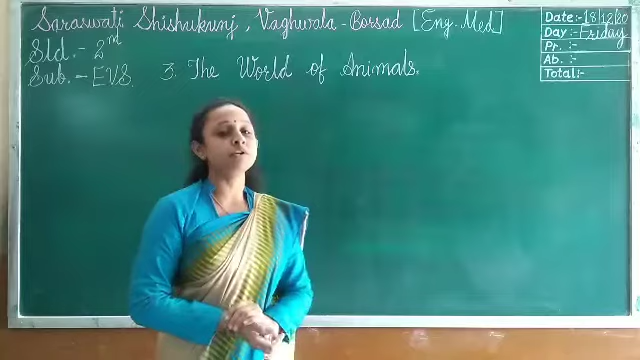 Saraswati Shishukunj, Vaghwala-Borsad [Eng. Med]
Std.- 2nd
Sub.- EVS.
3. The World of Animals.
Date:- 18/12/20
Day:- Friday
Pr. :-
Ab. :-
Total:-